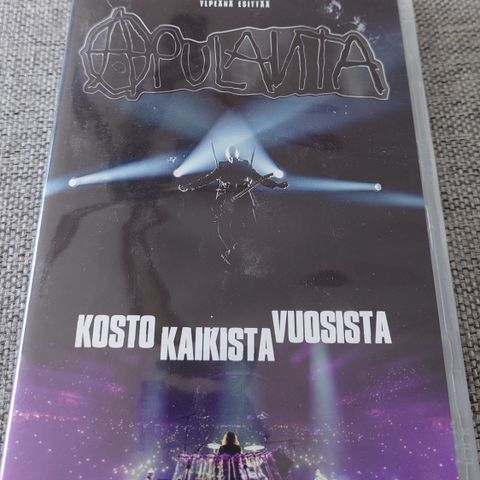 YLPEÄNÄ ESITTÄÄ
APULANTA
KOSTO KAIKISTA VUOSISTA